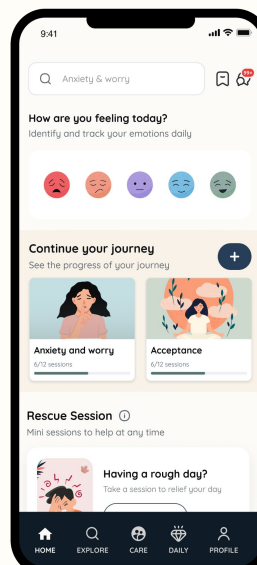 9:41
Anxiety & worry
99+
How are you feeling today?
Identify and track your emotions daily
Continue your journey
See the progress of your journey
+
Anxiety and worry
6/12 sessions
Acceptance
6/12 sessions
Rescue Session
Mini sessions to help at any time
Having a rough day?
Take a session to relief your day
HOME
EXPLORE
CARE
DAILY
PROFILE